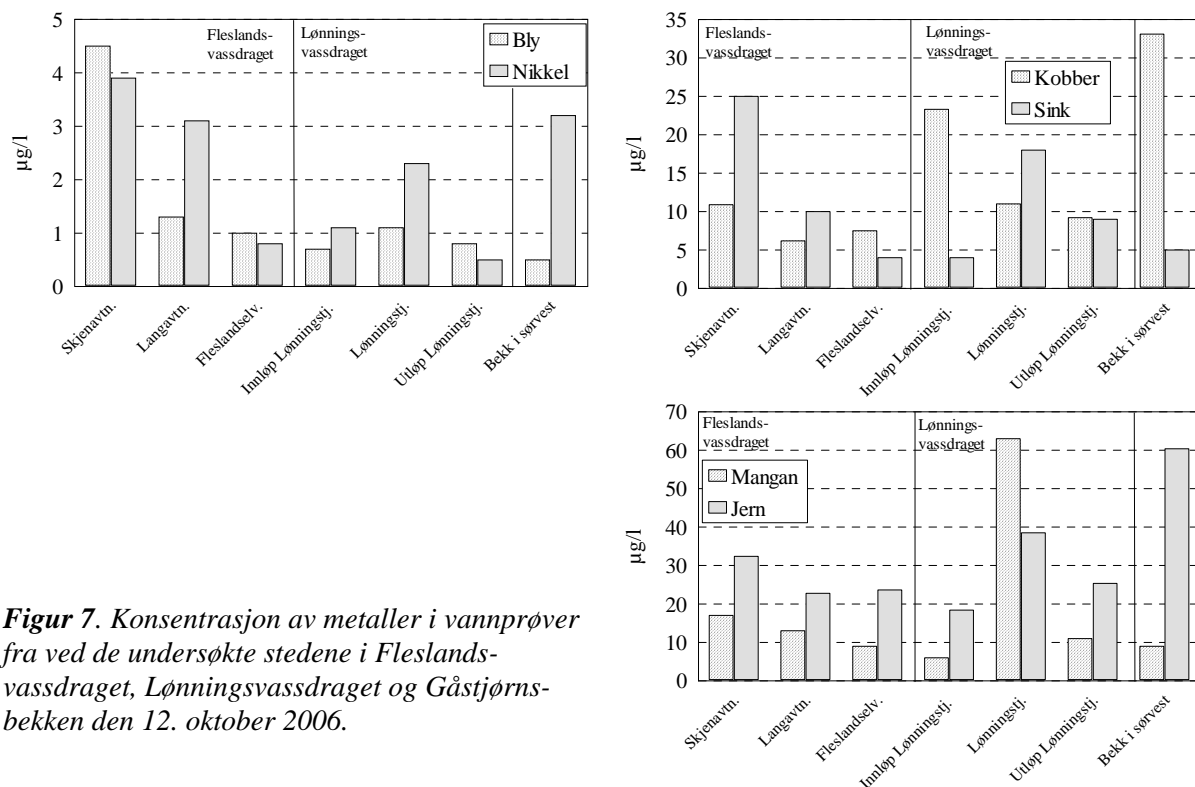 5
4
3
2
1
0
µg/l
Fleslands-
vassdraget
Lønnings-
vassdraget
Bly
Nikkel
Skjenavtn.
Langavtn.
Fleslandselv.
Innløp Lønningstj.
Lønningstj.
Utløp Lønningstj.
Bekk i sørvest
35
30
25
20
15
10
5
0
µg/l
Fleslands-
vassdraget
Lønnings-
vassdraget
Kobber
Sink
Skjenavtn.
Langavtn.
Fleslandselv.
Innløp Lønningstj.
Lønningstj.
Utløp Lønningstj.
Bekk i sørvest
70
60
50
40
30
20
10
0
µg/l
Fleslands-
vassdraget
Lønnings-
vassdraget
Mangan
Jern
Skjenavtn.
Langavtn.
Fleslandselv.
Innløp Lønningstj.
Lønningstj.
Utløp Lønningstj.
Bekk i sørvest
Figur 7. Konsentrasjon av metaller i vannprøver
fra ved de undersøkte stedene i Fleslands-
vassdraget, Lønningsvassdraget og Gåstjørns-
bekken den 12. oktober 2006.